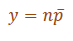 y = np̄